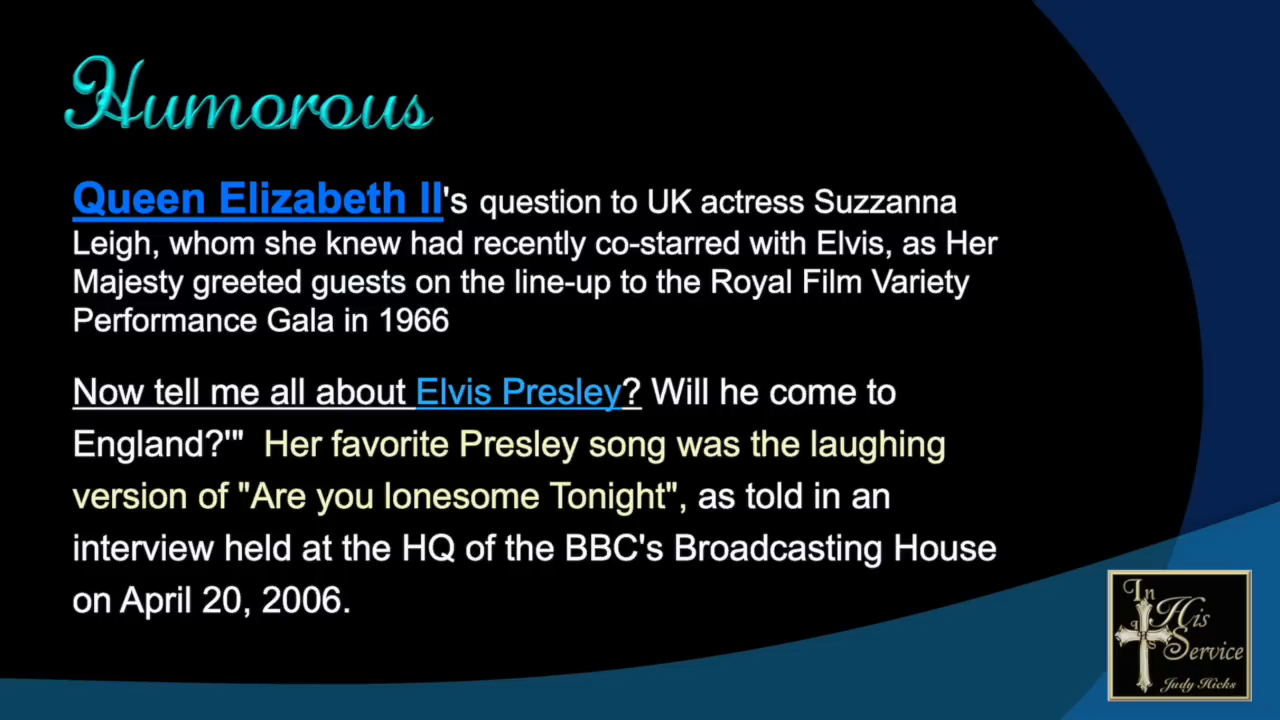 Humorous
Queen Elizabeth II's question to UK actress Suzzanna
Leigh, whom she knew had recently co-starred with Elvis, as Her
Majesty greeted guests on the line-up to the Royal Film Variety
Performance Gala in 1966
Now tell me all about Elvis Presley? Will he come to
England?'" Her favorite Presley song was the laughing
version of "Are you lonesome Tonight", as told in an
interview held at the HQ of the BBC's Broadcasting House
on April 20, 2006.
In
His
Service
Judy Hicks